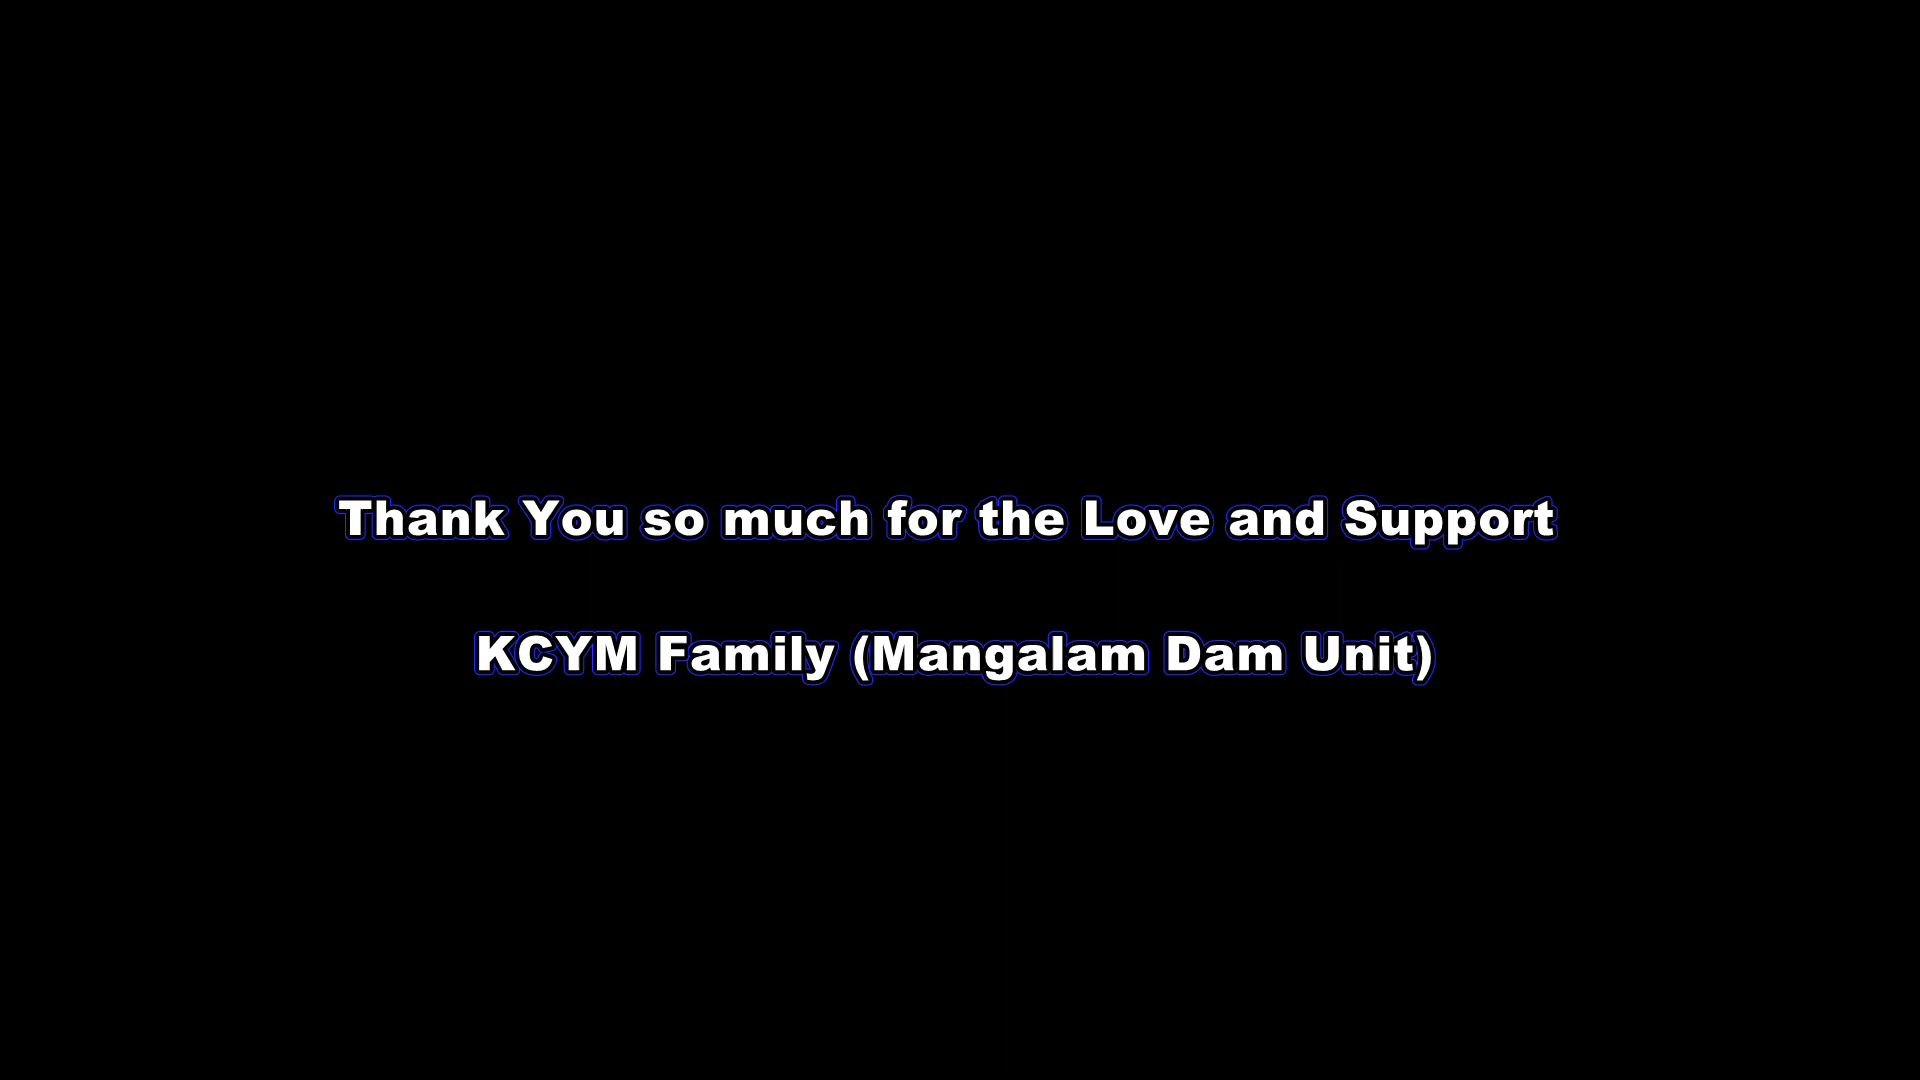 Thank You so much for the Love and Support
KCYM Family (Mangalam Dam Unit)